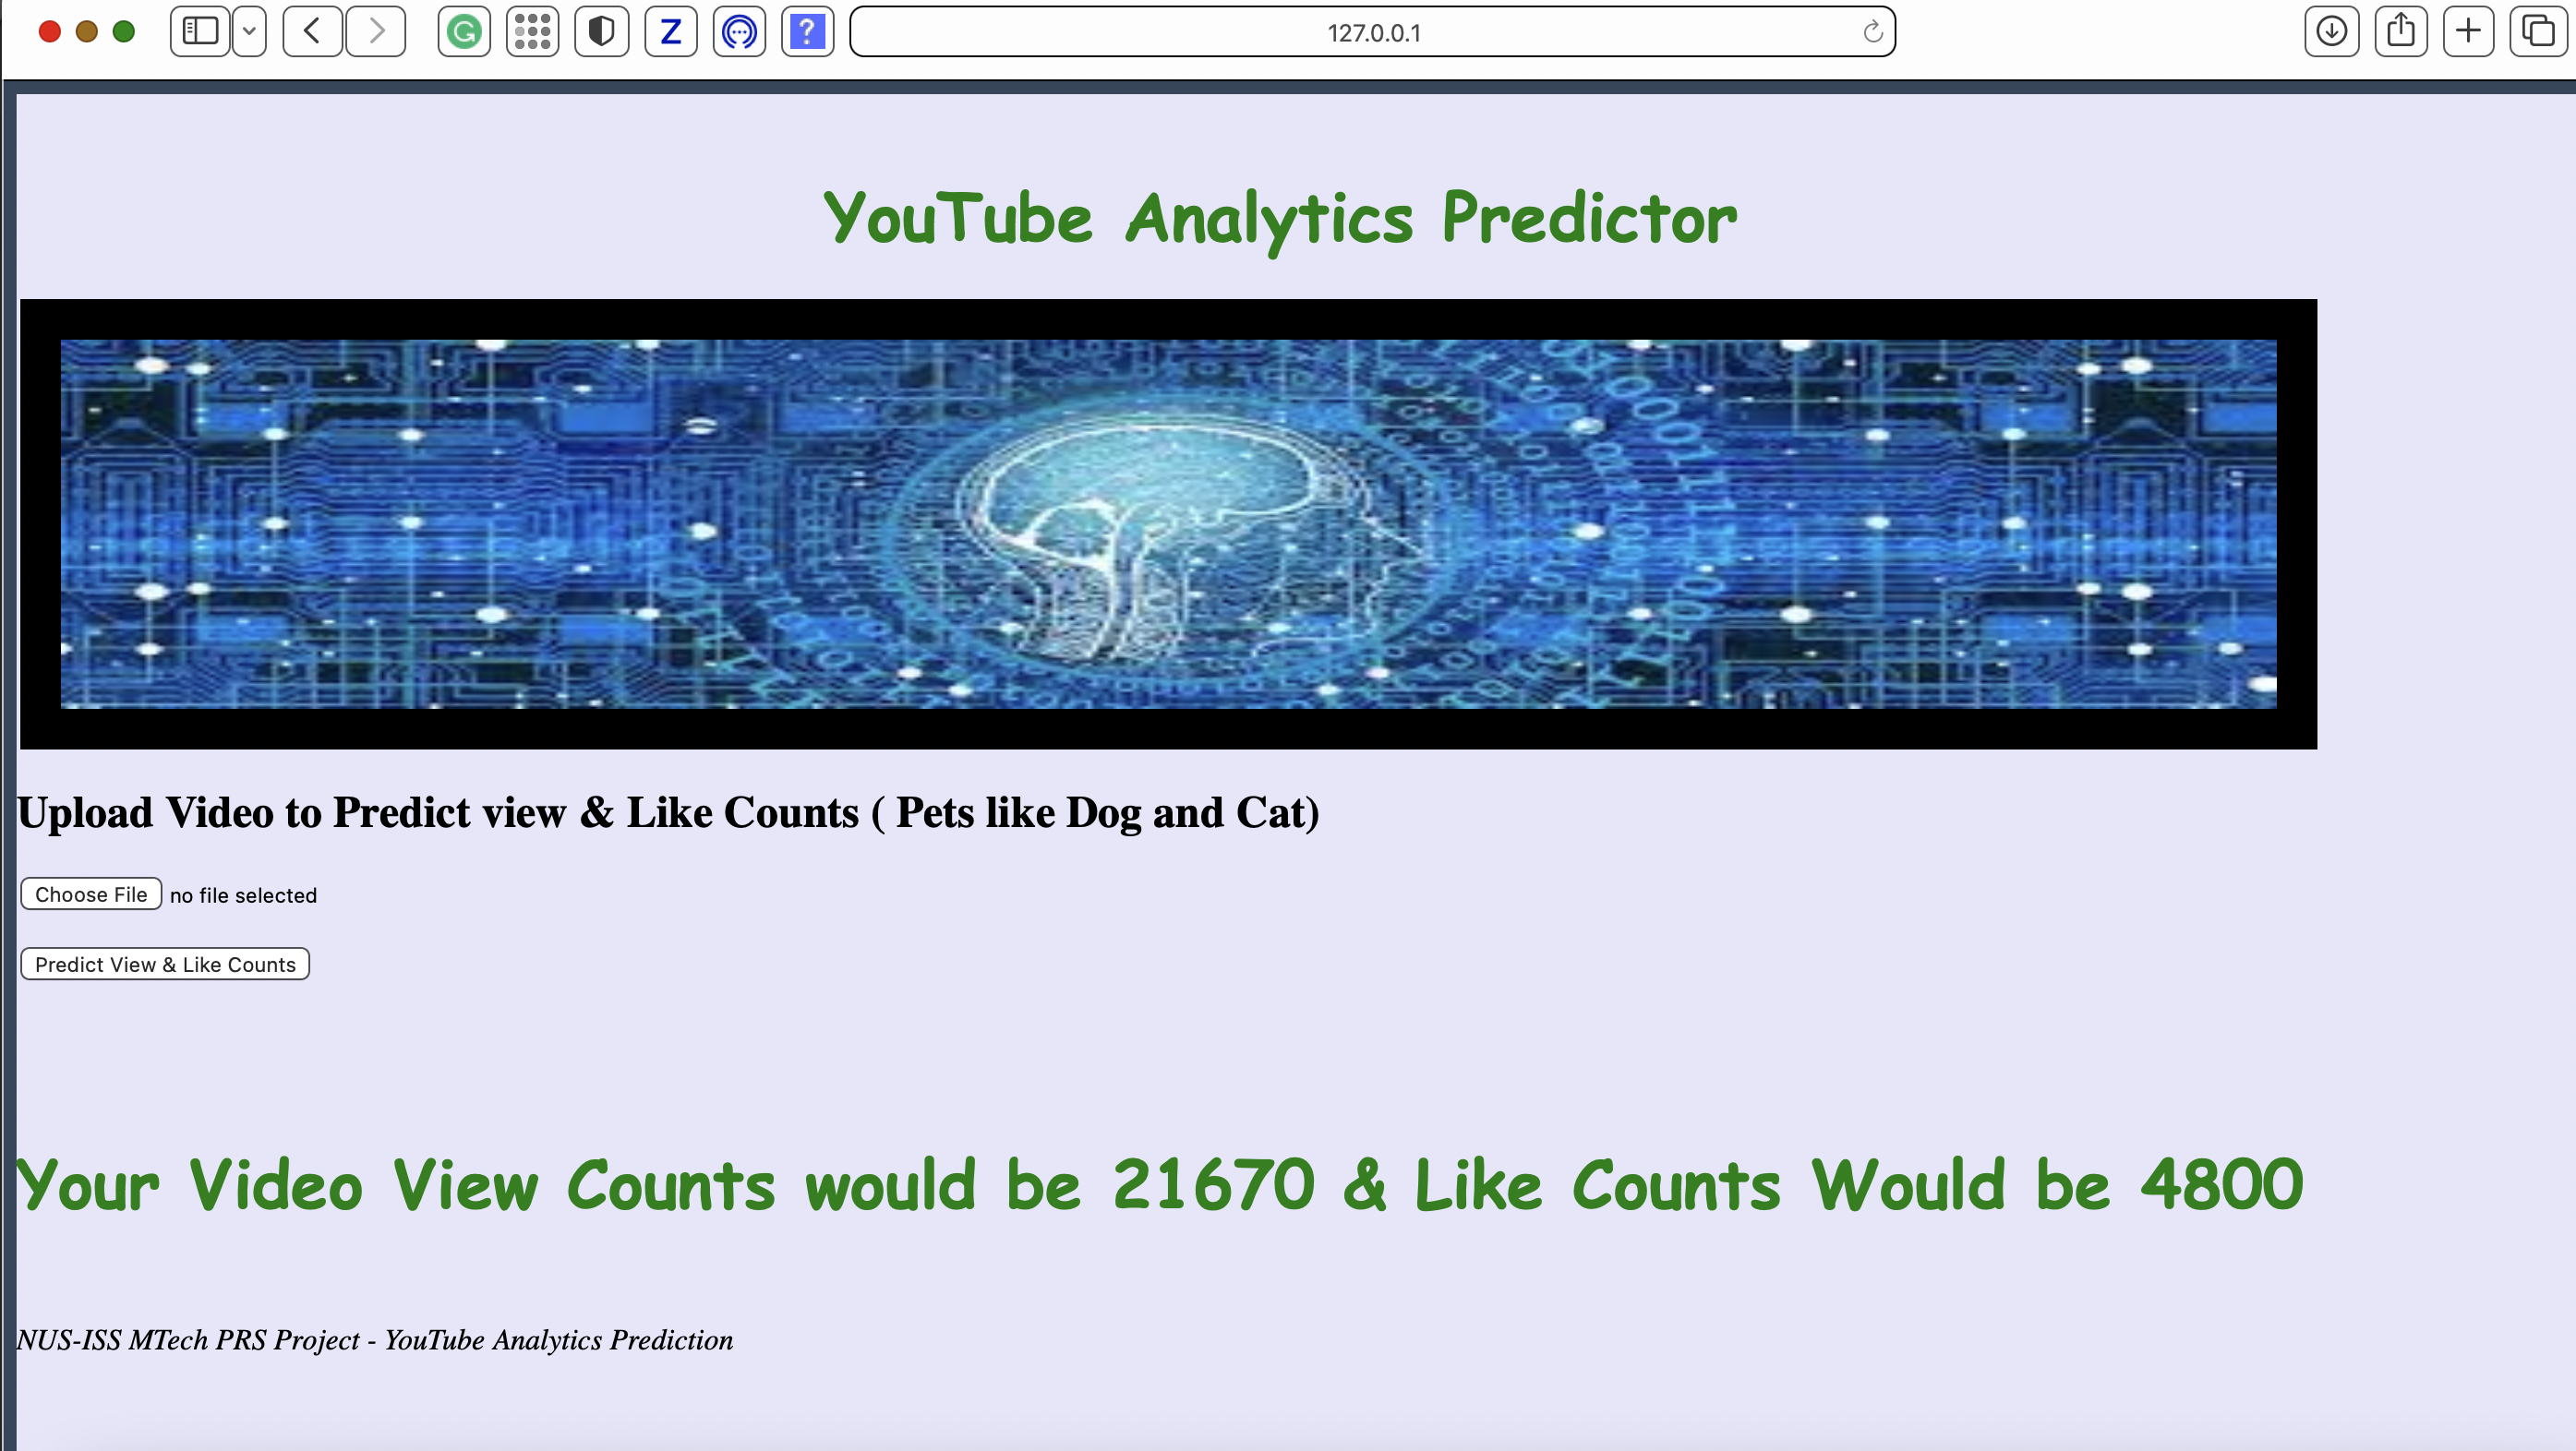 127.0.0.1
YouTube Analytics Predictor
Upload Video to Predict view & Like Counts ( Pets like Dog and Cat)
Choose File no file selected
Predict View & Like Counts
Your Video View Counts would be 21670 & Like Counts Would be 4800
NUS-ISS MTech PRS Project - YouTube Analytics Prediction